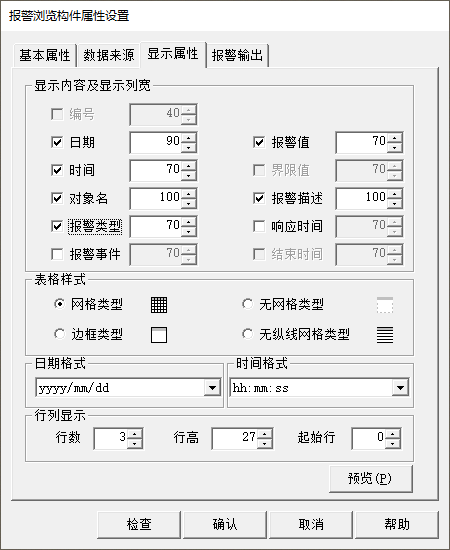 报警浏览构件属性设置
基本属性 数据来源 显示属性 报警输出
显示内容及显示列宽
编号 40
日期 90 报警值 70
时间 70 界限值 70
对象名 100 报警描述 100
报警类型 70 响应时间 70
报警事件 70 结束时间 70
表格样式
网格类型 无网格类型
边框类型 无纵线网格类型
日期格式 时间格式
yyyy/mm/dd hh:mm:ss
行列显示
行数 3 行高 27 起始行 0
预览(P)
检查 确认 取消 帮助